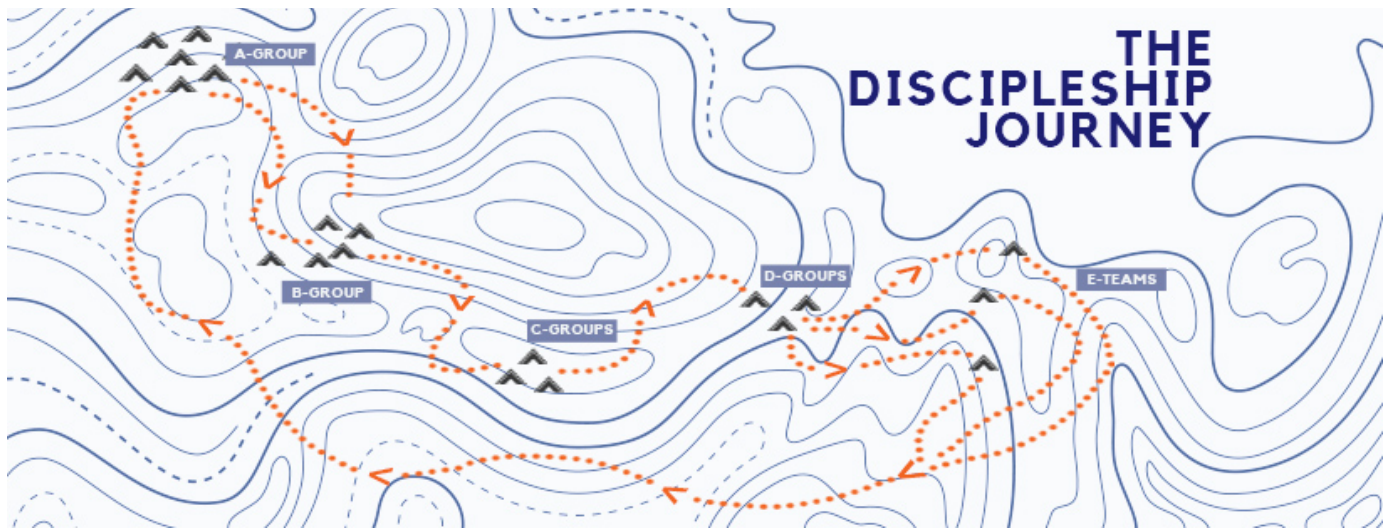 THE
DISCIPLESHIP
JOURNEY
A-GROUP
B-GROUP
C-GROUPS
D-GROUPS
E-TEAMS